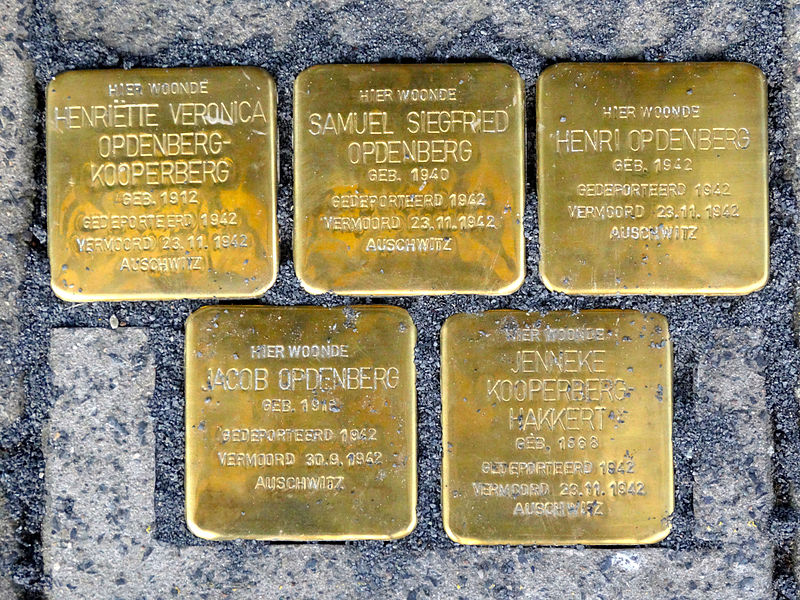 HIER WOONDE
HENRIËTTE VERONICA
OPDENBERG-
KOOPERBERG
GEB. 1912
GEDEPORTEERD 1942
VERMOORD 23.11.1942
AUSCHWITZ
HIER WOONDE
SAMUEL SIEGFRIED
OPDENBERG
GEB. 1940
GEDEPORTEERD 1942
VERMOORD 23.11.1942
AUSCHWITZ
HIER WOONDE
HENRI OPDENBERG
GEB. 1942
GEDEPORTEERD 1942
VERMOORD 23.11.1942
AUSCHWITZ
HIER WOONDE
JACOB OPDENBERG
GEB.
GEDEPORTEERD 1942
VERMOORD 30.9.1942
AUSCHWITZ
HIER WOONDE
JENNEKE
KOOPERBERG-
HAKKERT
GEB. 1868
GEDEPORTEERD 1942
VERMOORD 23.11.1942
AUSCHWITZ